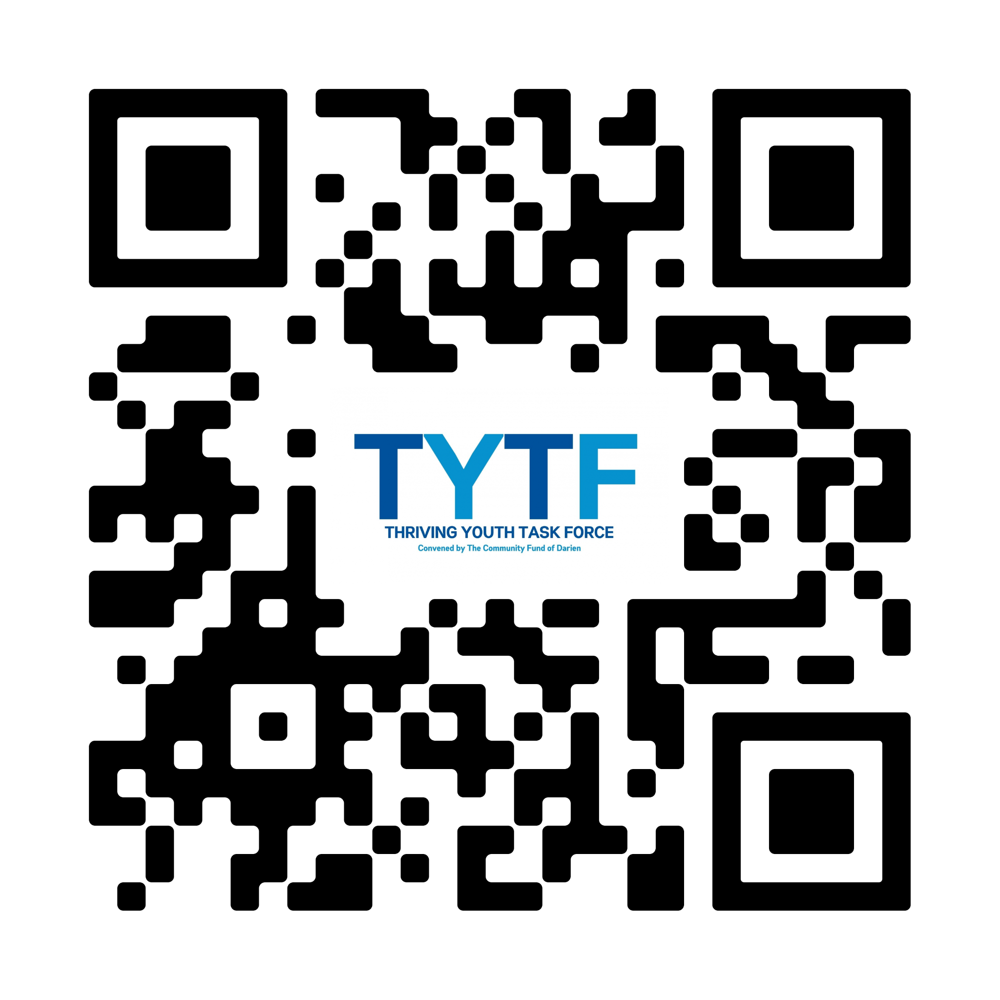 TYTF
THRIVING YOUTH TASK FORCE
Convened by The Community Fund of Darien